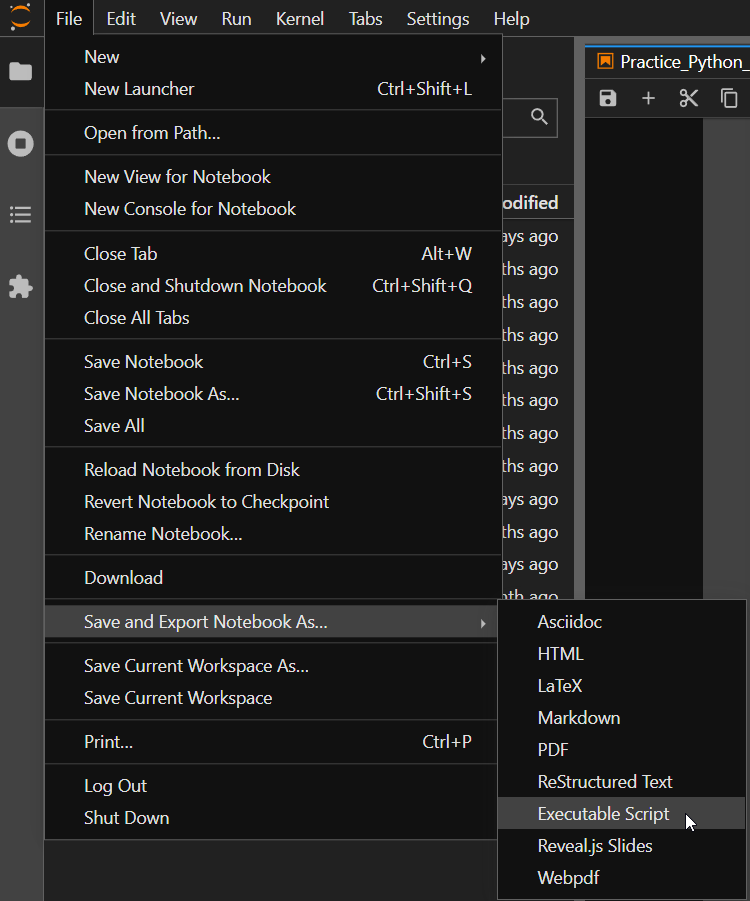 File Edit View Run Kernel Tabs Settings Help
New
New Launcher Ctrl+Shift+L
Open from Path...
New View for Notebook
New Console for Notebook
Close Tab Alt+W
Close and Shutdown Notebook Ctrl+Shift+Q
Close All Tabs
Save Notebook Ctrl+S
Save Notebook As... Ctrl+Shift+S
Save All
Reload Notebook from Disk
Revert Notebook to Checkpoint
Rename Notebook...
Download
Save and Export Notebook As...
Save Current Workspace As...
Save Current Workspace
Print... Ctrl+P
Log Out
Shut Down
Practice_Python_
odified
ays ago
ths ago
ths ago
ths ago
ths ago
ths ago
ths ago
ths ago
ays ago
ths ago
ays ago
nth ago
Asciidoc
HTML
LaTeX
Markdown
PDF
ReStructured Text
Executable Script
Reveal.js Slides
Webpdf